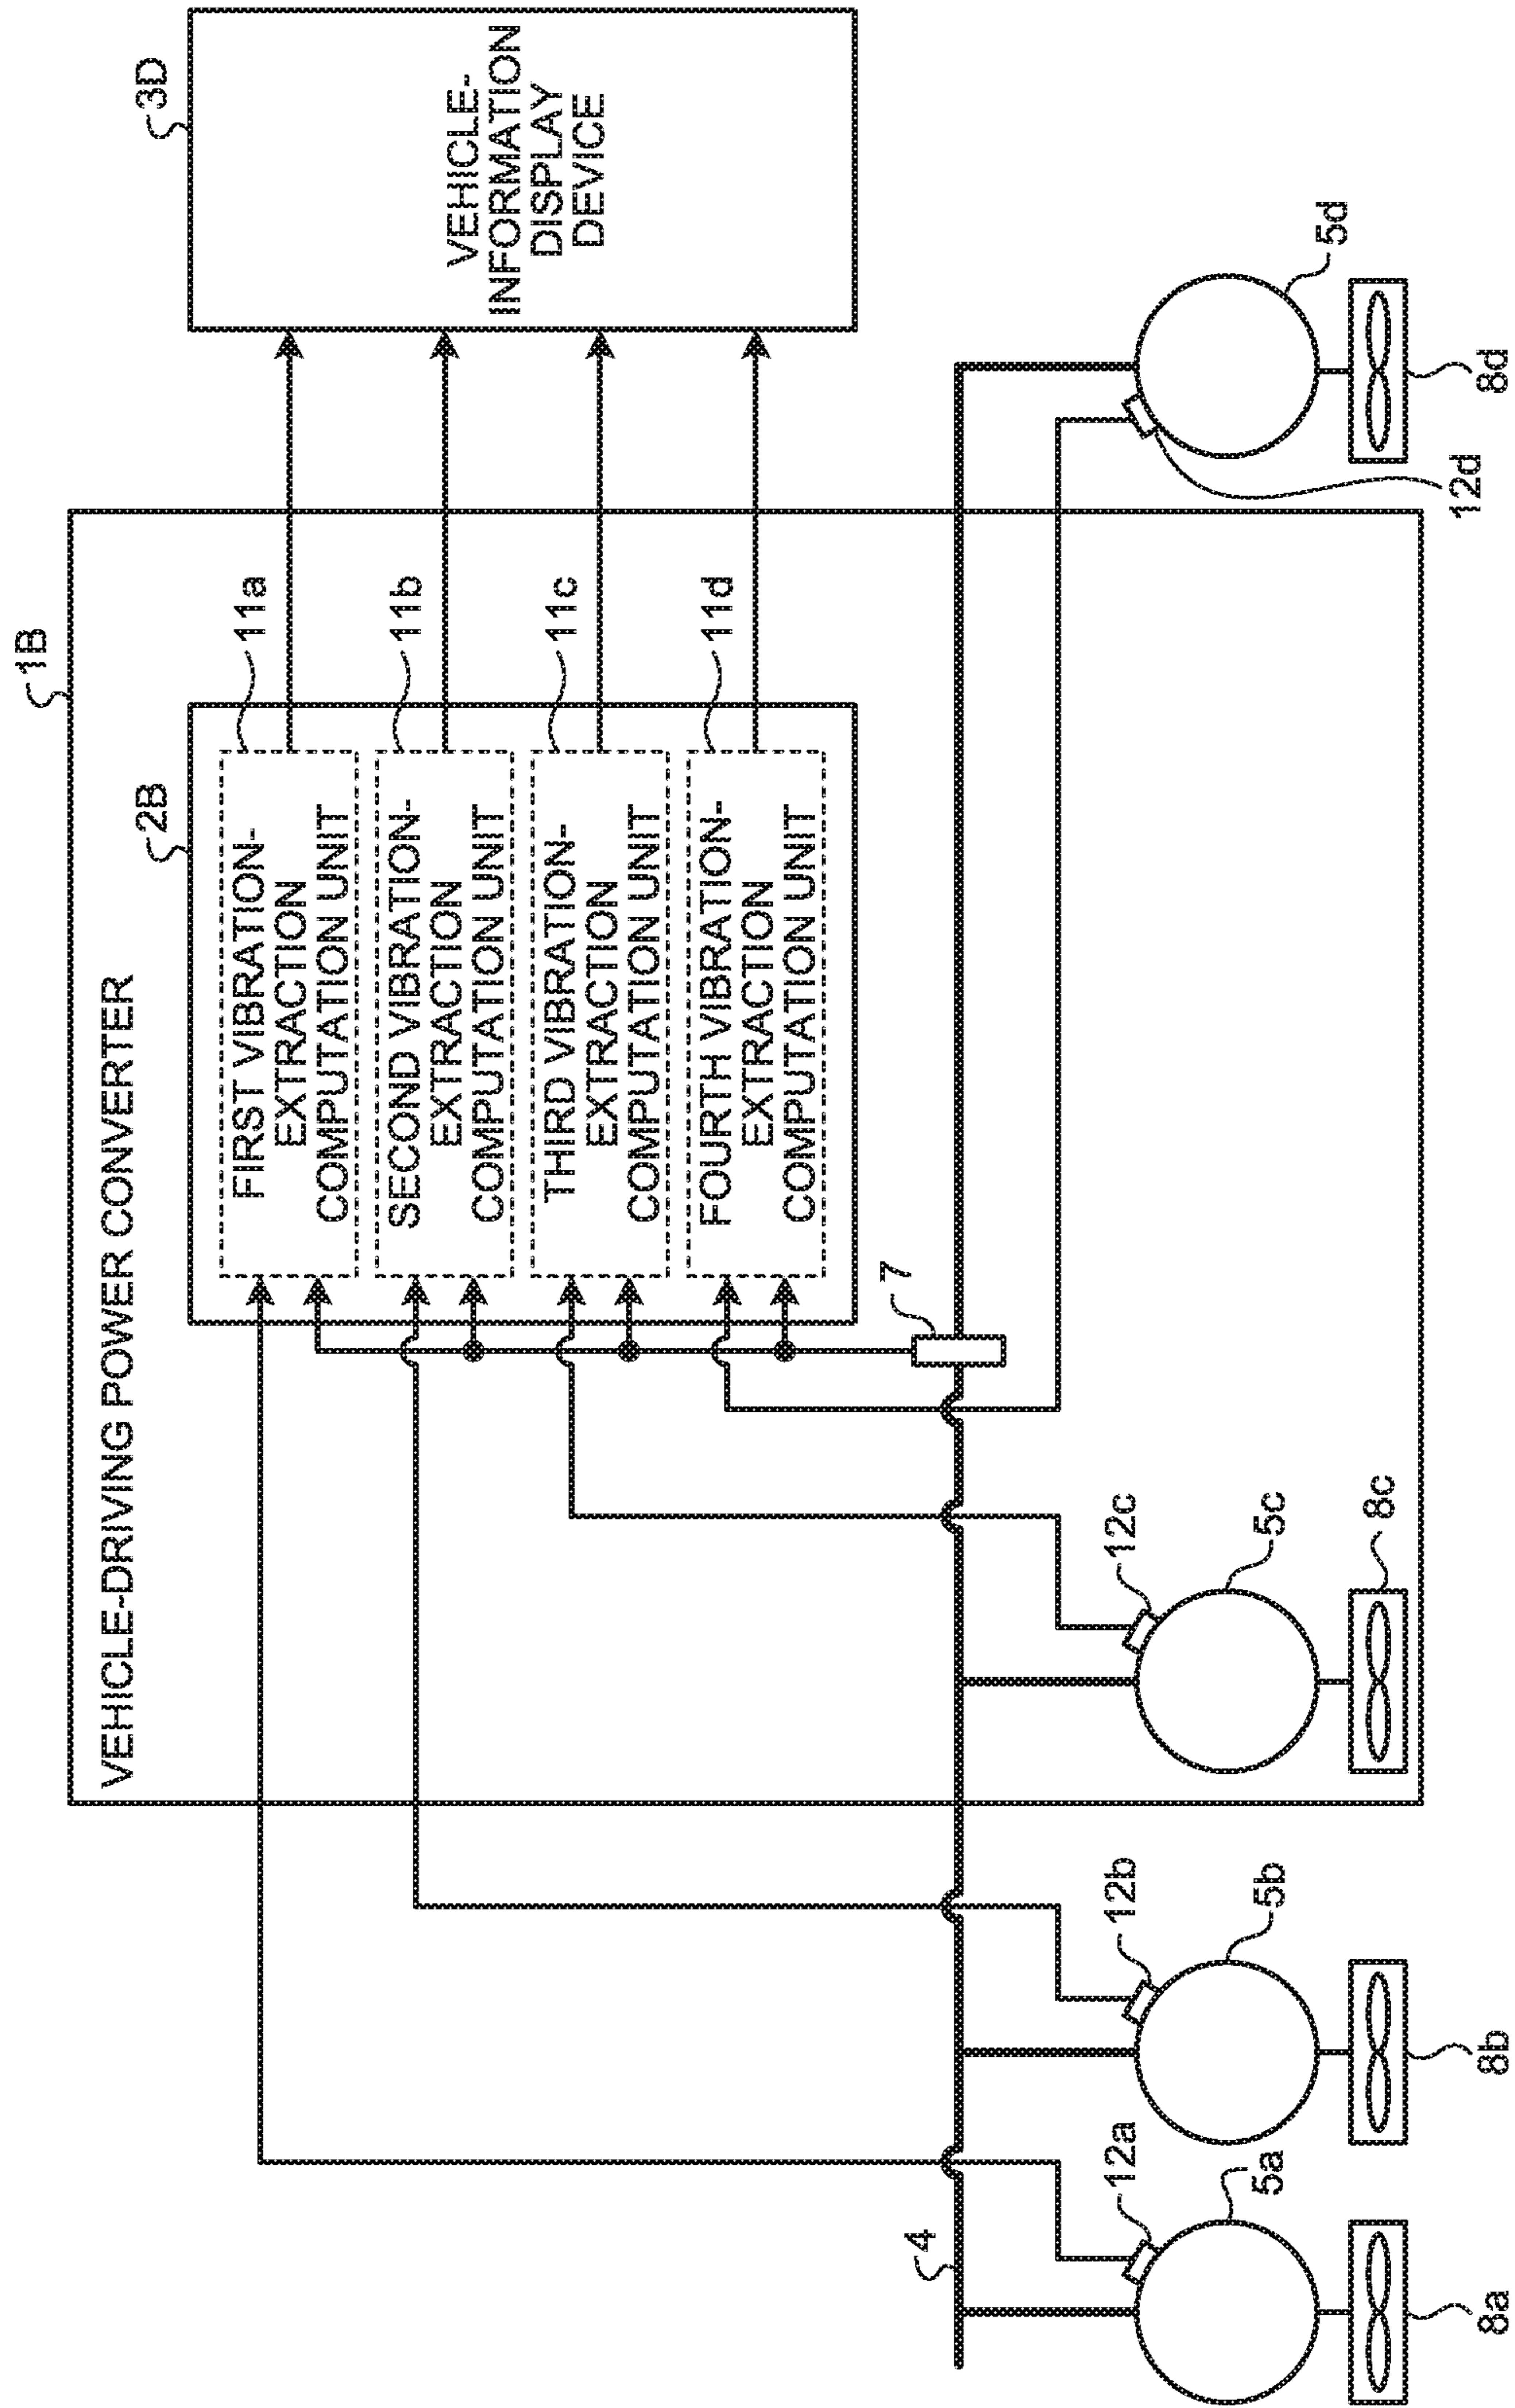 1B
VEHICLE-DRIVING POWER CONVERTER
2B
3D
FIRST VIBRATION-
EXTRACTION
COMPUTATION UNIT
11a
SECOND VIBRATION-
EXTRACTION
COMPUTATION UNIT
11b
THIRD VIBRATION-
EXTRACTION
COMPUTATION UNIT
11c
FOURTH VIBRATION-
EXTRACTION
COMPUTATION UNIT
11d
VEHICLE-
INFORMATION
DISPLAY
DEVICE
7
4
12a
12b
12c
12d
5a
5b
5c
5d
8a
8b
8c
8d